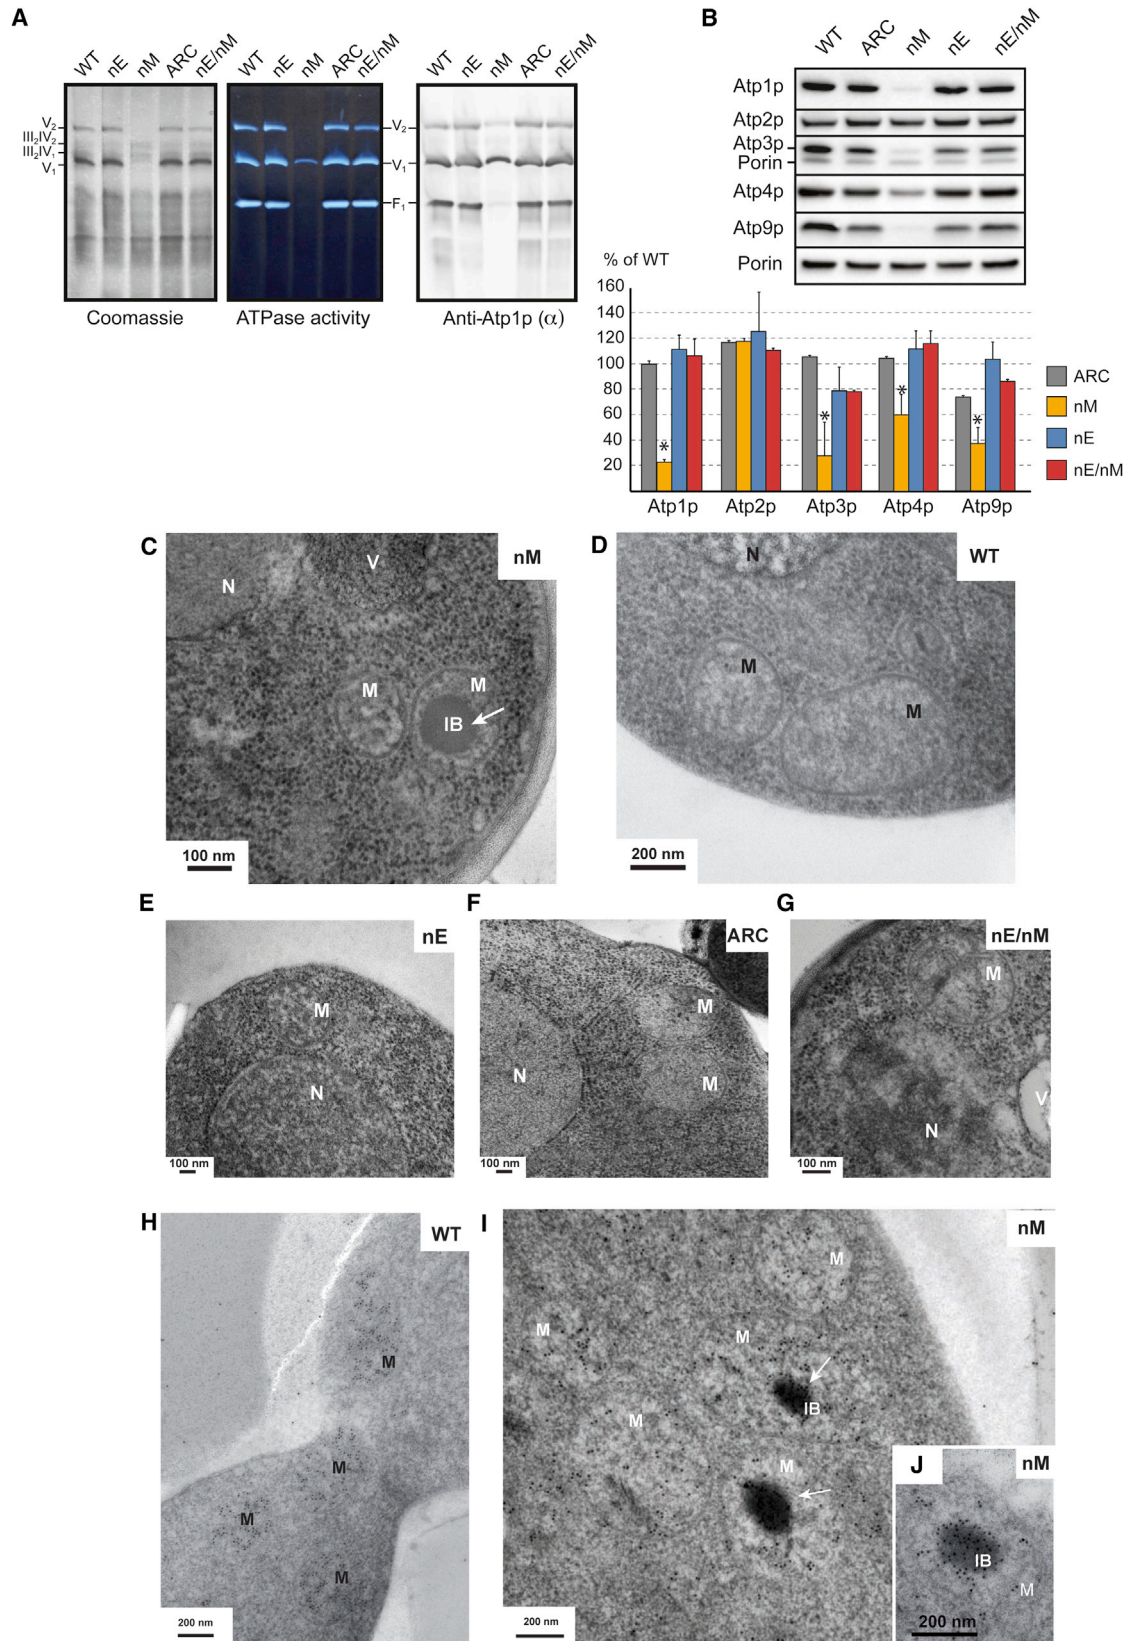 A
WT nE nM ARC nE/nM
WT nE nM ARC nE/nM
WT nE nM ARC nE/nM
V2
III2IV2
III2IV1
V1
V2
V1
F1
Coomassie
ATPase activity
Anti-Atp1p (α)
B
WT ARC nM nE nE/nM
Atp1p
Atp2p
Atp3p
Porin
Atp4p
Atp9p
Porin
% of WT
160
140
120
100
80
60
40
20
* * * *
Atp1p Atp2p Atp3p Atp4p Atp9p
ARC
nM
nE
nE/nM
C
nM
N
V
M
M
IB
100 nm
D
WT
N
M
M
200 nm
E
nE
M
N
100 nm
F
ARC
M
N
M
100 nm
G
nE/nM
M
V
N
100 nm
H
WT
M
M
M
M
200 nm
I
nM
M
M
M
IB
M
M
200 nm
J
nM
IB
M
200 nm